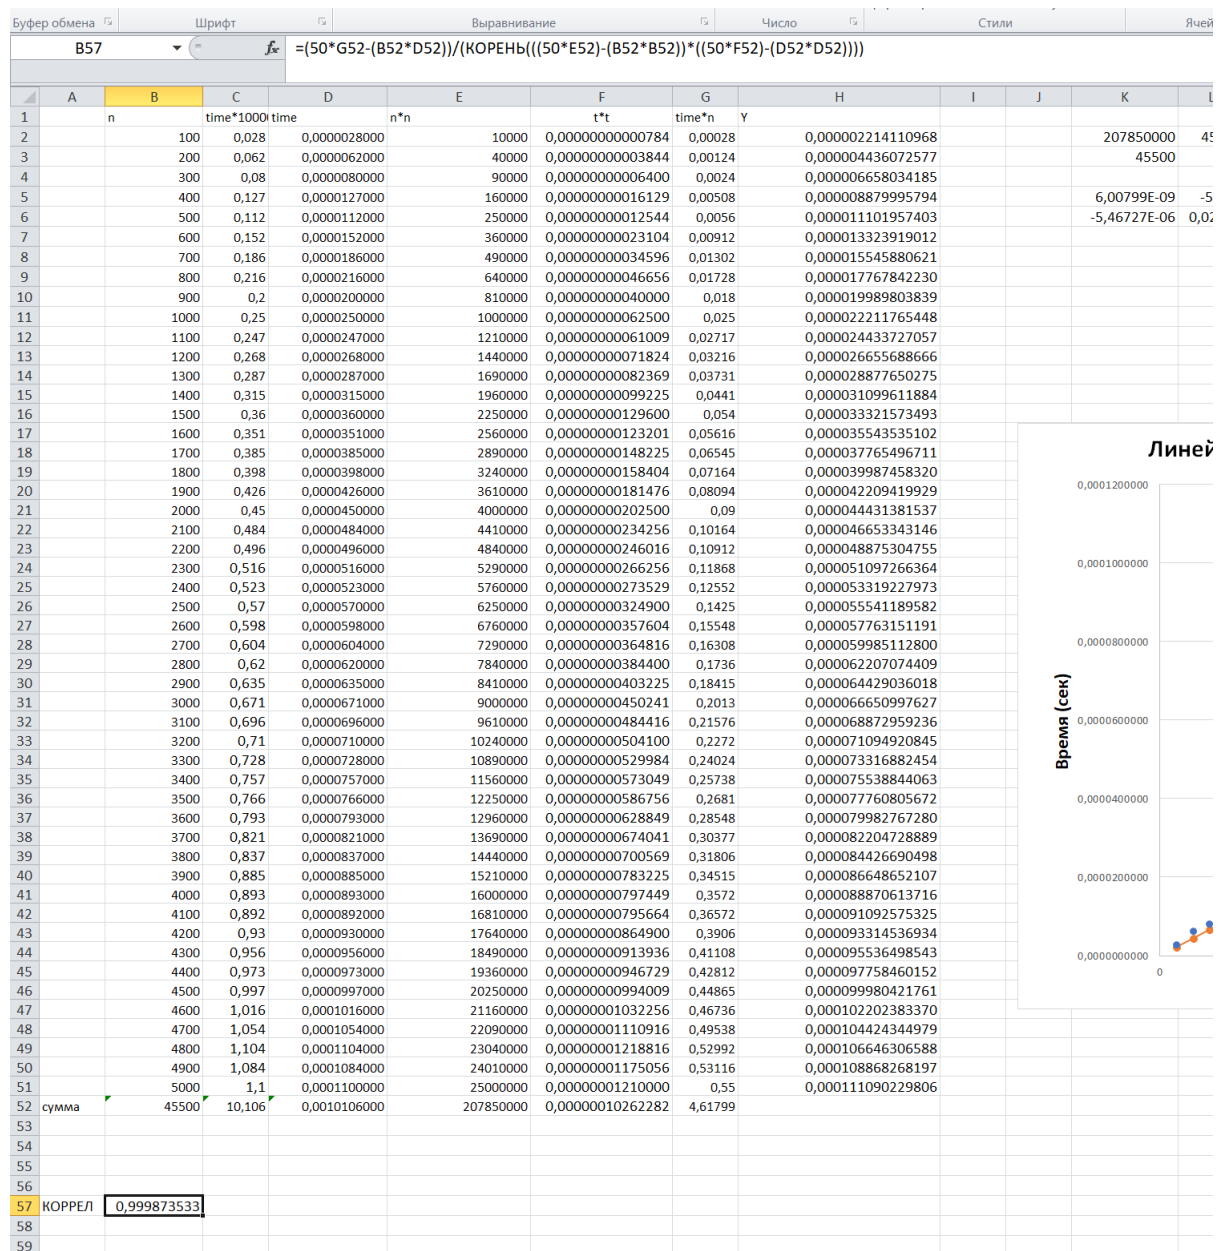 Буфер обмена Шрифт Выравнивание Число Стили Ячей
B57 fx =(50*G52-(B52*D52))/(КОРЕНЬ(((50*E52)-(B52*B52))*((50*F52)-(D52*D52))))
A B C D E F G H I J K L
1 n time*1000 time n*n t*t time*n Y
2 100 0,028 0,0000028000 10000 0,00000000000784 0,00028 0,000002214110968 207850000 45
3 200 0,062 0,0000062000 40000 0,00000000003844 0,00124 0,000004436072577 45500
4 300 0,08 0,0000080000 90000 0,00000000006400 0,0024 0,000006658034185
5 400 0,127 0,0000127000 160000 0,00000000016129 0,00508 0,000008879995794 6,00799E-09 -5
6 500 0,112 0,0000112000 250000 0,00000000012544 0,0056 0,000011101957403 -5,46727E-06 0,02
7 600 0,152 0,0000152000 360000 0,00000000023104 0,00912 0,000013323919012
8 700 0,186 0,0000186000 490000 0,00000000034596 0,01302 0,000015545880621
9 800 0,216 0,0000216000 640000 0,00000000046656 0,01728 0,000017767842230
10 900 0,2 0,0000200000 810000 0,00000000040000 0,018 0,000019989803839
11 1000 0,25 0,0000250000 1000000 0,00000000062500 0,025 0,000022211765448
12 1100 0,247 0,0000247000 1210000 0,00000000061009 0,02717 0,000024433727057
13 1200 0,268 0,0000268000 1440000 0,00000000071824 0,03216 0,000026655688666
14 1300 0,287 0,0000287000 1690000 0,00000000082369 0,03731 0,000028877650275
15 1400 0,315 0,0000315000 1960000 0,00000000099225 0,0441 0,000031099611884
16 1500 0,36 0,0000360000 2250000 0,00000000129600 0,054 0,000033321573493
17 1600 0,351 0,0000351000 2560000 0,00000000123201 0,05616 0,000035543535102
18 1700 0,385 0,0000385000 2890000 0,00000000148225 0,06545 0,000037765496711 Линей
19 1800 0,398 0,0000398000 3240000 0,00000000158404 0,07164 0,000039987458320
20 1900 0,426 0,0000426000 3610000 0,00000000181476 0,08094 0,000042209419929 0,0001200000
21 2000 0,45 0,0000450000 4000000 0,00000000202500 0,09 0,000044431381537
22 2100 0,484 0,0000484000 4410000 0,00000000234256 0,10164 0,000046653343146
23 2200 0,496 0,0000496000 4840000 0,00000000246016 0,10912 0,000048875304755
24 2300 0,516 0,0000516000 5290000 0,00000000266256 0,11868 0,000051097266364 0,0001000000
25 2400 0,523 0,0000523000 5760000 0,00000000273529 0,12552 0,000053319227973
26 2500 0,57 0,0000570000 6250000 0,00000000324900 0,1425 0,000055541189582
27 2600 0,598 0,0000598000 6760000 0,00000000357604 0,15548 0,000057763151191
28 2700 0,604 0,0000604000 7290000 0,00000000364816 0,16308 0,000059985112800 0,0000800000
29 2800 0,62 0,0000620000 7840000 0,00000000384400 0,1736 0,000062207074409
30 2900 0,635 0,0000635000 8410000 0,00000000403225 0,18415 0,000064429036018
31 3000 0,671 0,0000671000 9000000 0,00000000450241 0,2013 0,000066650997627
32 3100 0,696 0,0000696000 9610000 0,00000000484416 0,21576 0,000068872959236 Время (сек) 0,0000600000
33 3200 0,71 0,0000710000 10240000 0,00000000504100 0,2272 0,000071094920845
34 3300 0,728 0,0000728000 10890000 0,00000000529984 0,24024 0,000073316882454
35 3400 0,757 0,0000757000 11560000 0,00000000573049 0,25738 0,000075538844063
36 3500 0,766 0,0000766000 12250000 0,00000000586756 0,2681 0,000077760805672 0,0000400000
37 3600 0,793 0,0000793000 12960000 0,00000000628849 0,28548 0,000079982767280
38 3700 0,821 0,0000821000 13690000 0,00000000674041 0,30377 0,000082204728889
39 3800 0,837 0,0000837000 14440000 0,00000000700569 0,31806 0,000084426690498
40 3900 0,885 0,0000885000 15210000 0,00000000783225 0,34515 0,000086648652107 0,0000200000
41 4000 0,893 0,0000893000 16000000 0,00000000797449 0,3572 0,000088870613716
42 4100 0,892 0,0000892000 16810000 0,00000000795664 0,36572 0,000091092575325
43 4200 0,93 0,0000930000 17640000 0,00000000864900 0,3906 0,000093314536934
44 4300 0,956 0,0000956000 18490000 0,00000000913936 0,41108 0,000095536498543 0,0000000000
45 4400 0,973 0,0000973000 19360000 0,00000000946729 0,42812 0,000097758460152 0
46 4500 0,997 0,0000997000 20250000 0,00000000994009 0,44865 0,000099980421761
47 4600 1,016 0,0001016000 21160000 0,00000001032256 0,46736 0,000102202383370
48 4700 1,054 0,0001054000 22090000 0,00000001110916 0,49538 0,000104424344979
49 4800 1,104 0,0001104000 23040000 0,00000001218816 0,52992 0,000106646306588
50 4900 1,084 0,0001084000 24010000 0,00000001175056 0,53116 0,000108868268197
51 5000 1,1 0,0001100000 25000000 0,00000001210000 0,55 0,000111090229806
52 сумма 45500 10,106 0,0010106000 207850000 0,00000010262282 4,61799
53
54
55
56
57 КОРРЕЛ 0,999873533
58
59